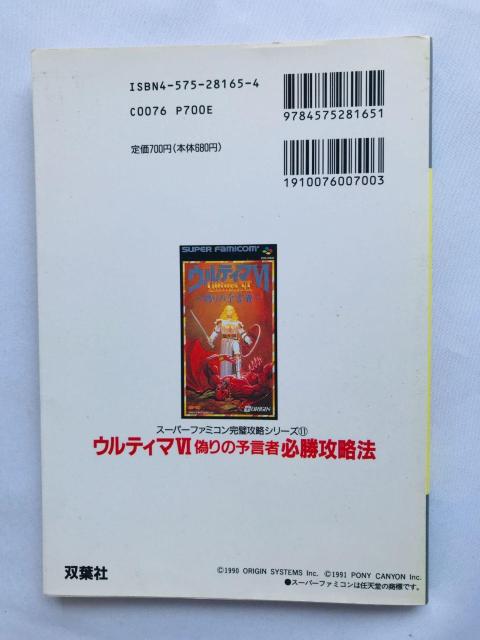 ISBN4-575-28165-4
C0076 P700E
定価700円(本体680円)
9784575281651
1910076007003
SUPER FAMICOM
ウルティマVI
ULTIMA VI
偽りの予言者
ORIGIN
スーパーファミコン完璧攻略シリーズ⑪
ウルティマⅥ 偽りの予言者 必勝攻略法
双葉社
©1990 ORIGIN SYSTEMS Inc. ©1991 PONY CANYON Inc.
●スーパーファミコンは任天堂の商標です。